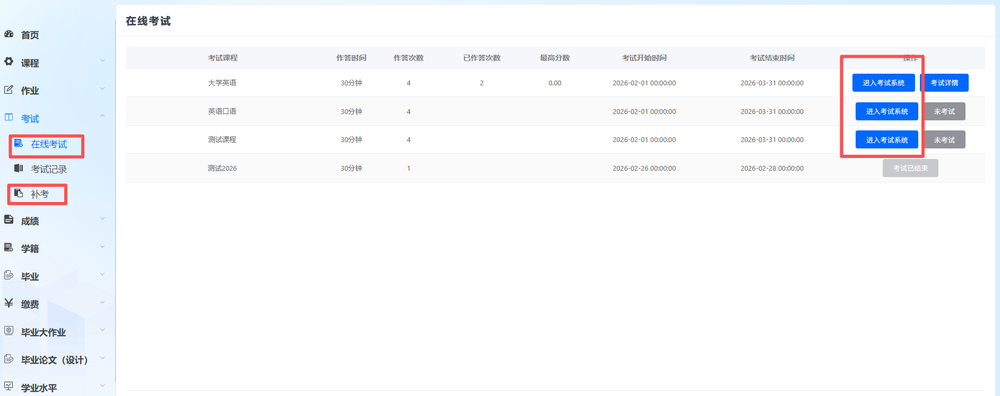 在线考试
首页
课程
作业
考试
在线考试
考试记录
补考
成绩
学籍
毕业
¥ 缴费
毕业大作业
毕业论文（设计）
学业水平
考试课程 作答时间 作答次数 已作答次数 最高分数 考试开始时间 考试结束时间 操作
大学英语 30分钟 4 2 0.00 2026-02-01 00:00:00 2026-03-31 00:00:00 进入考试系统 考试详情
英语口语 30分钟 4 2026-02-01 00:00:00 2026-03-31 00:00:00 进入考试系统 未考试
测试课程 30分钟 4 2026-02-01 00:00:00 2026-03-31 00:00:00 进入考试系统 未考试
测试2026 30分钟 1 2026-02-26 00:00:00 2026-02-28 00:00:00 考试已结束